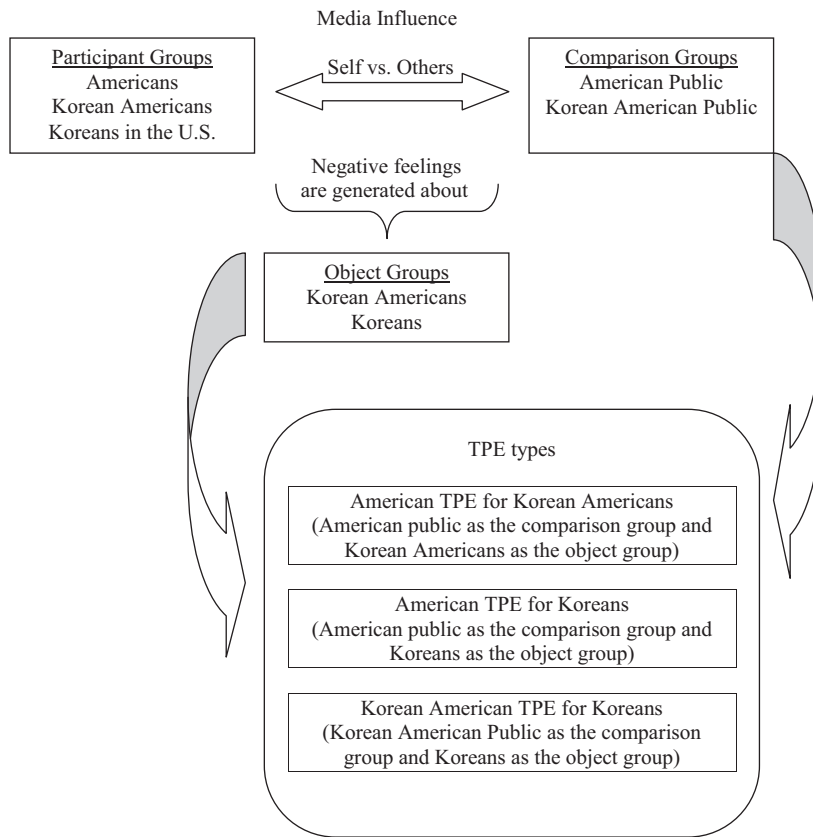 Media Influence
Participant Groups
Americans
Korean Americans
Koreans in the U.S.
Self vs. Others
Comparison Groups
American Public
Korean American Public
Negative feelings
are generated about
Object Groups
Korean Americans
Koreans
TPE types
American TPE for Korean Americans
(American public as the comparison group and
Korean Americans as the object group)
American TPE for Koreans
(American public as the comparison group and
Koreans as the object group)
Korean American TPE for Koreans
(Korean American Public as the comparison
group and Koreans as the object group)